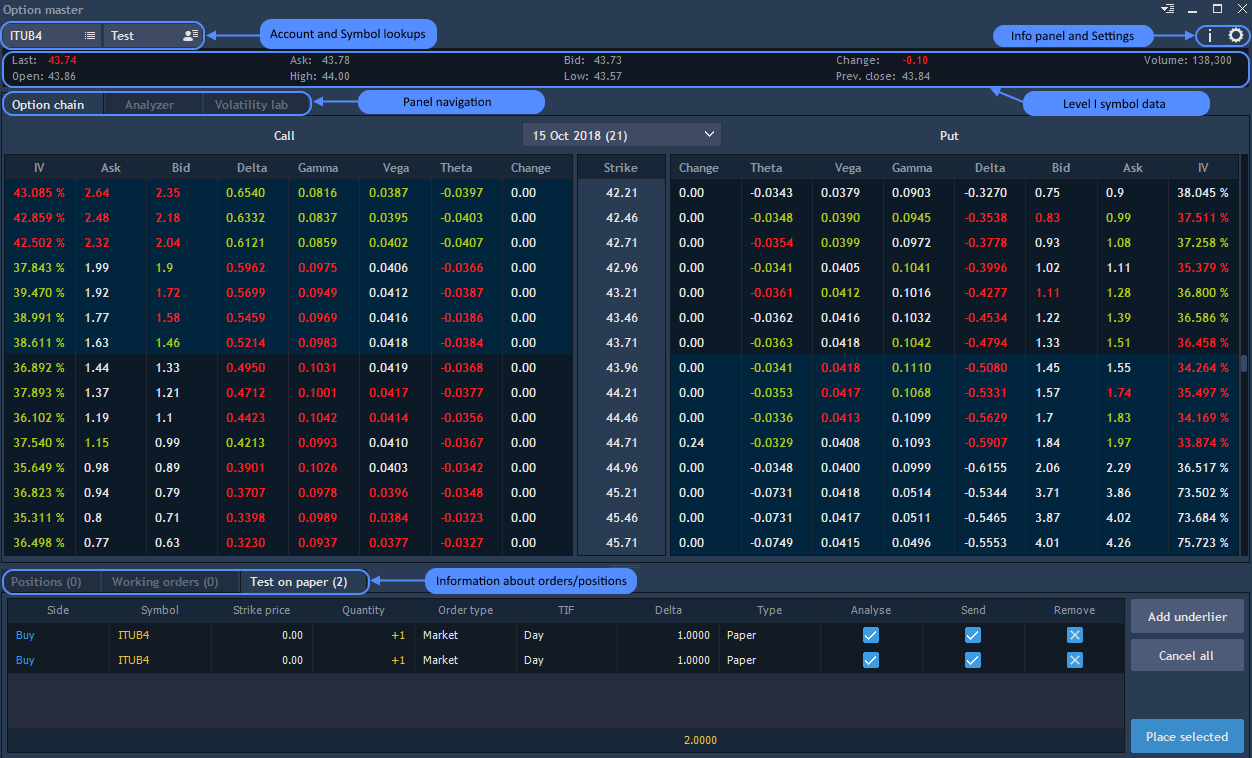 Option master
ITUB4 Test Account and Symbol lookups Info panel and Settings i
Last: 43.74 Ask: 43.78 Bid: 43.73 Change: -0.10 Volume: 138,300
Open: 43.86 High: 44.00 Low: 43.57 Prev. close: 43.84
Option chain Analyzer Volatility lab Panel navigation Level I symbol data
Call 15 Oct 2018 (21) Put
IV Ask Bid Delta Gamma Vega Theta Change Strike Change Theta Vega Gamma Delta Bid Ask IV
43.085 % 2.64 2.35 0.6540 0.0816 0.0387 -0.0397 0.00 42.21 0.00 -0.0343 0.0379 0.0903 -0.3270 0.75 0.9 38.045 %
42.859 % 2.48 2.18 0.6332 0.0837 0.0395 -0.0403 0.00 42.46 0.00 -0.0348 0.0390 0.0945 -0.3538 0.83 0.99 37.511 %
42.502 % 2.32 2.04 0.6121 0.0859 0.0402 -0.0407 0.00 42.71 0.00 -0.0354 0.0399 0.0972 -0.3778 0.93 1.08 37.258 %
37.843 % 1.99 1.9 0.5962 0.0975 0.0406 -0.0366 0.00 42.96 0.00 -0.0341 0.0405 0.1041 -0.3996 1.02 1.11 35.379 %
39.470 % 1.92 1.72 0.5699 0.0949 0.0412 -0.0387 0.00 43.21 0.00 -0.0361 0.0412 0.1016 -0.4277 1.11 1.28 36.800 %
38.991 % 1.77 1.58 0.5459 0.0969 0.0416 -0.0386 0.00 43.46 0.00 -0.0362 0.0416 0.1032 -0.4534 1.22 1.39 36.586 %
38.611 % 1.63 1.46 0.5214 0.0983 0.0418 -0.0384 0.00 43.71 0.00 -0.0363 0.0418 0.1042 -0.4794 1.33 1.51 36.458 %
36.892 % 1.44 1.33 0.4950 0.1031 0.0419 -0.0368 0.00 43.96 0.00 -0.0341 0.0418 0.1110 -0.5080 1.45 1.55 34.264 %
37.893 % 1.37 1.21 0.4712 0.1001 0.0417 -0.0377 0.00 44.21 0.00 -0.0353 0.0417 0.1068 -0.5331 1.57 1.74 35.497 %
36.102 % 1.19 1.1 0.4423 0.1042 0.0414 -0.0356 0.00 44.46 0.00 -0.0336 0.0413 0.1099 -0.5629 1.7 1.83 34.169 %
37.540 % 1.15 0.99 0.4213 0.0993 0.0410 -0.0367 0.00 44.71 0.24 -0.0329 0.0408 0.1093 -0.5907 1.84 1.97 33.874 %
35.649 % 0.98 0.89 0.3901 0.1026 0.0403 -0.0342 0.00 44.96 0.00 -0.0348 0.0400 0.0999 -0.6155 2.06 2.29 36.517 %
36.823 % 0.94 0.79 0.3707 0.0978 0.0396 -0.0348 0.00 45.21 0.00 -0.0731 0.0418 0.0514 -0.5344 3.71 3.86 73.502 %
35.311 % 0.8 0.71 0.3398 0.0989 0.0384 -0.0323 0.00 45.46 0.00 -0.0731 0.0417 0.0511 -0.5465 3.87 4.02 73.684 %
36.498 % 0.77 0.63 0.3230 0.0937 0.0377 -0.0327 0.00 45.71 0.00 -0.0749 0.0415 0.0496 -0.5553 4.01 4.26 75.723 %
Positions (0) Working orders (0) Test on paper (2) Information about orders/positions
Side Symbol Strike price Quantity Order type TIF Delta Type Analyse Send Remove
Buy ITUB4 0.00 +1 Market Day 1.0000 Paper
Buy ITUB4 0.00 +1 Market Day 1.0000 Paper
2.0000
Add underlier
Cancel all
Place selected